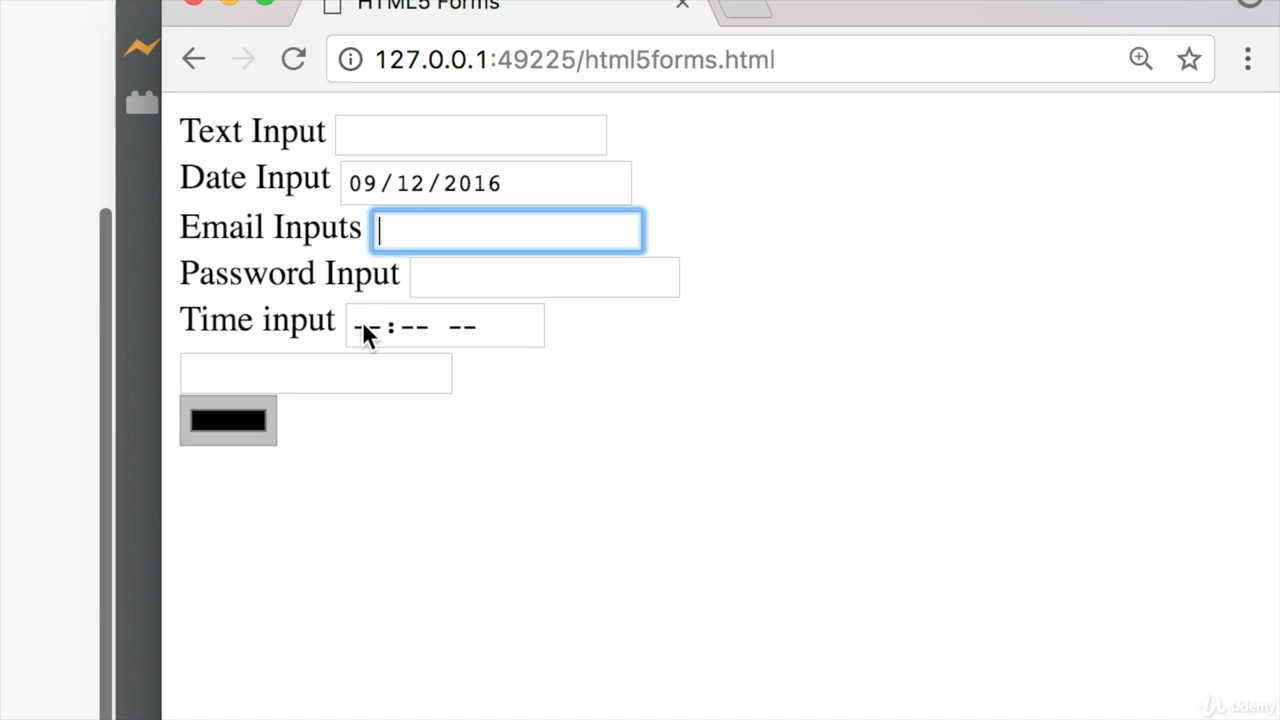 HTML5 Forms
127.0.0.1:49225/html5forms.html
Text Input
Date Input 09/12/2016
Email Inputs
Password Input
Time input --:-- --
Udemy